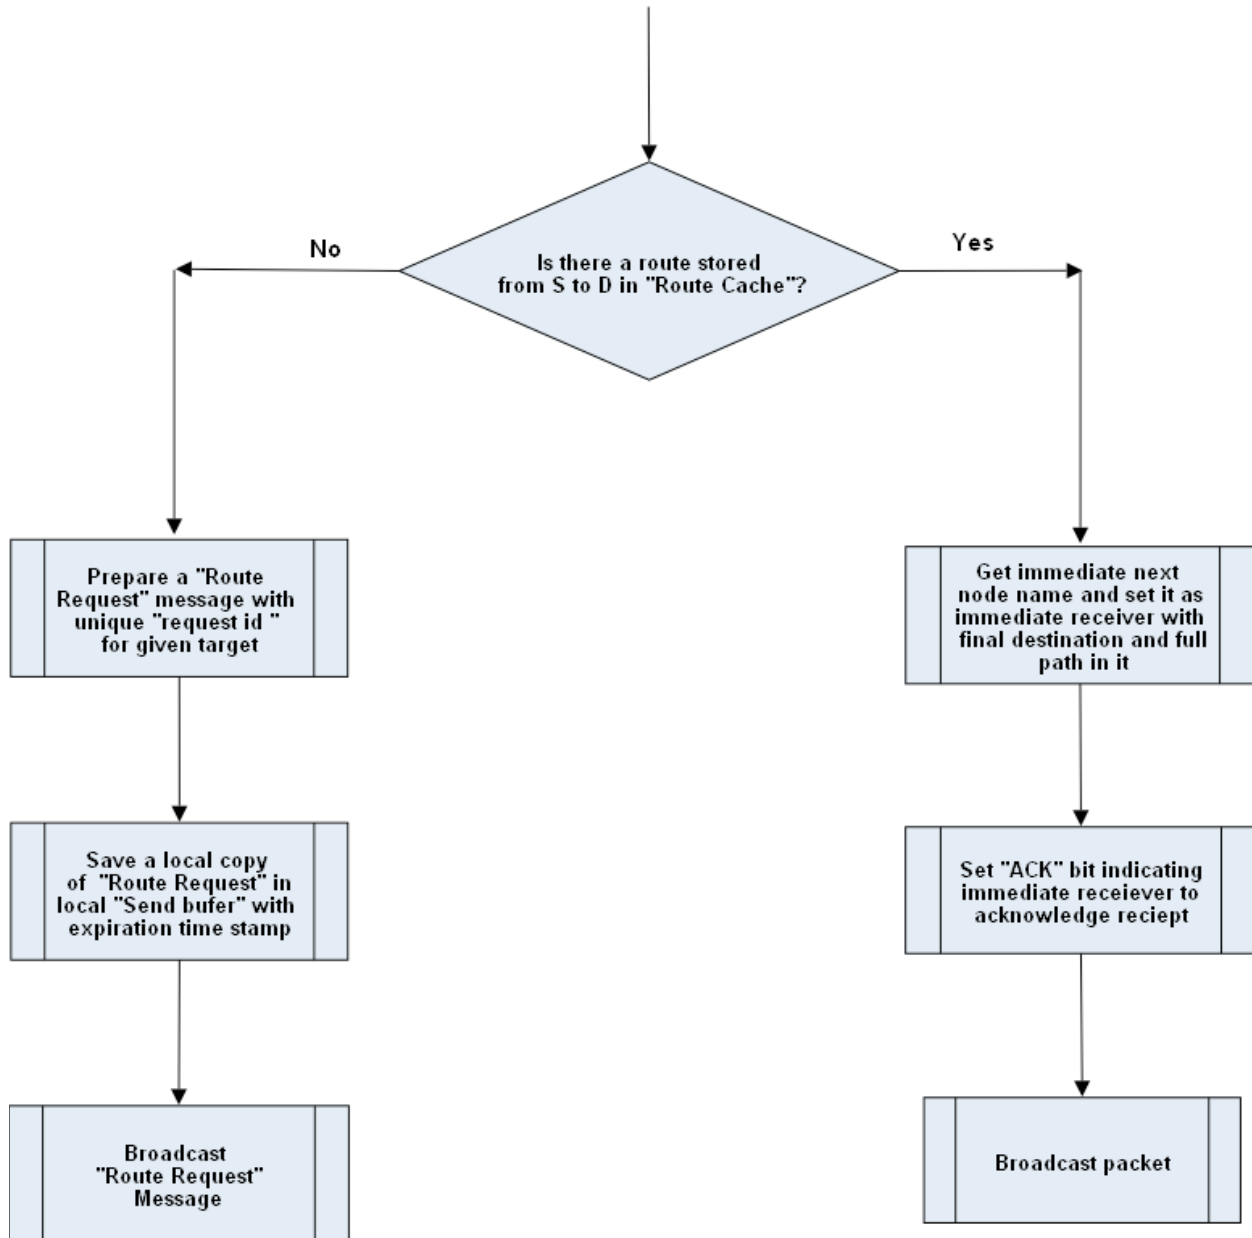 Is there a route stored
from S to D in "Route Cache"?
No
Yes
Prepare a "Route
Request" message with
unique "request id "
for given target
Save a local copy
of "Route Request" in
local "Send bufer" with
expiration time stamp
Broadcast
"Route Request"
Message
Get immediate next
node name and set it as
immediate receiver with
final destination and full
path in it
Set "ACK" bit indicating
immediate receiever to
acknowledge reciept
Broadcast packet